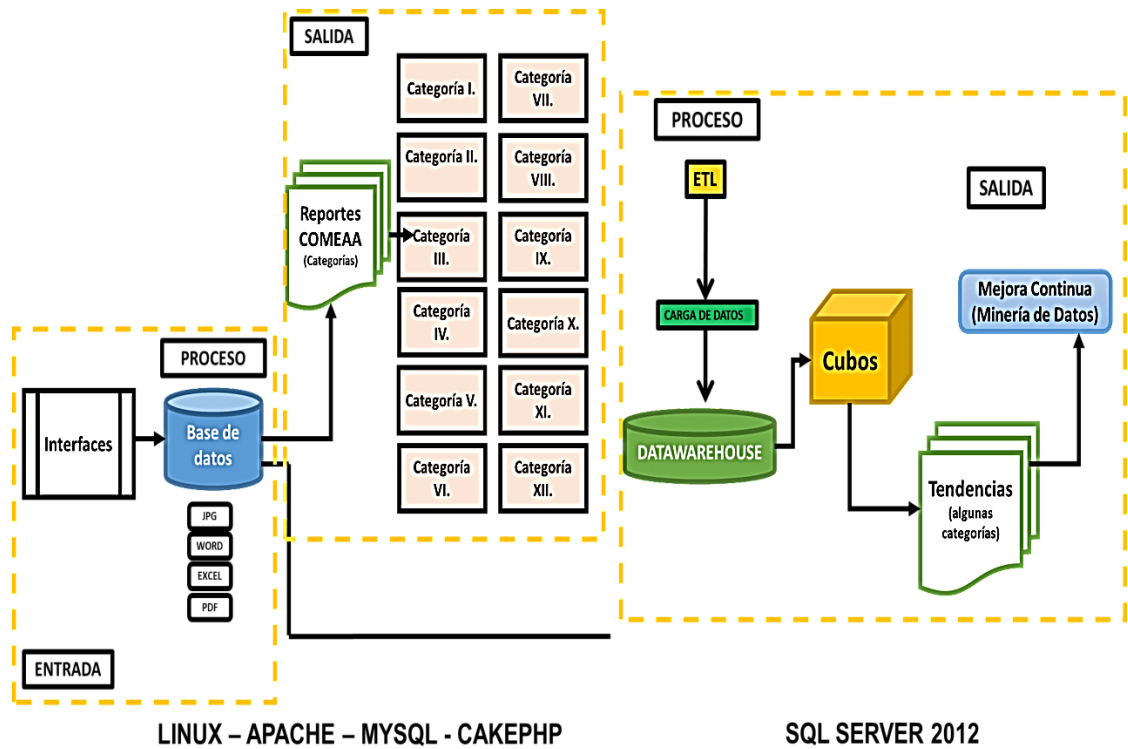 SALIDA
Categoría I.
Categoría
VII.
Categoría II.
Categoría
VIII.
Reportes
COMEAA
(Categorías)
Categoría
III.
Categoría
IX.
Categoría
IV.
Categoría X.
Categoría V.
Categoría
XI.
Categoría
VI.
Categoría
XII.
PROCESO
Interfaces
Base de
datos
JPG
WORD
EXCEL
PDF
ENTRADA
LINUX – APACHE – MYSQL - CAKEPHP
PROCESO
ETL
SALIDA
CARGA DE DATOS
Mejora Continua
(Minería de Datos)
Cubos
DATAWAREHOUSE
Tendencias
(algunas
categorías)
SQL SERVER 2012